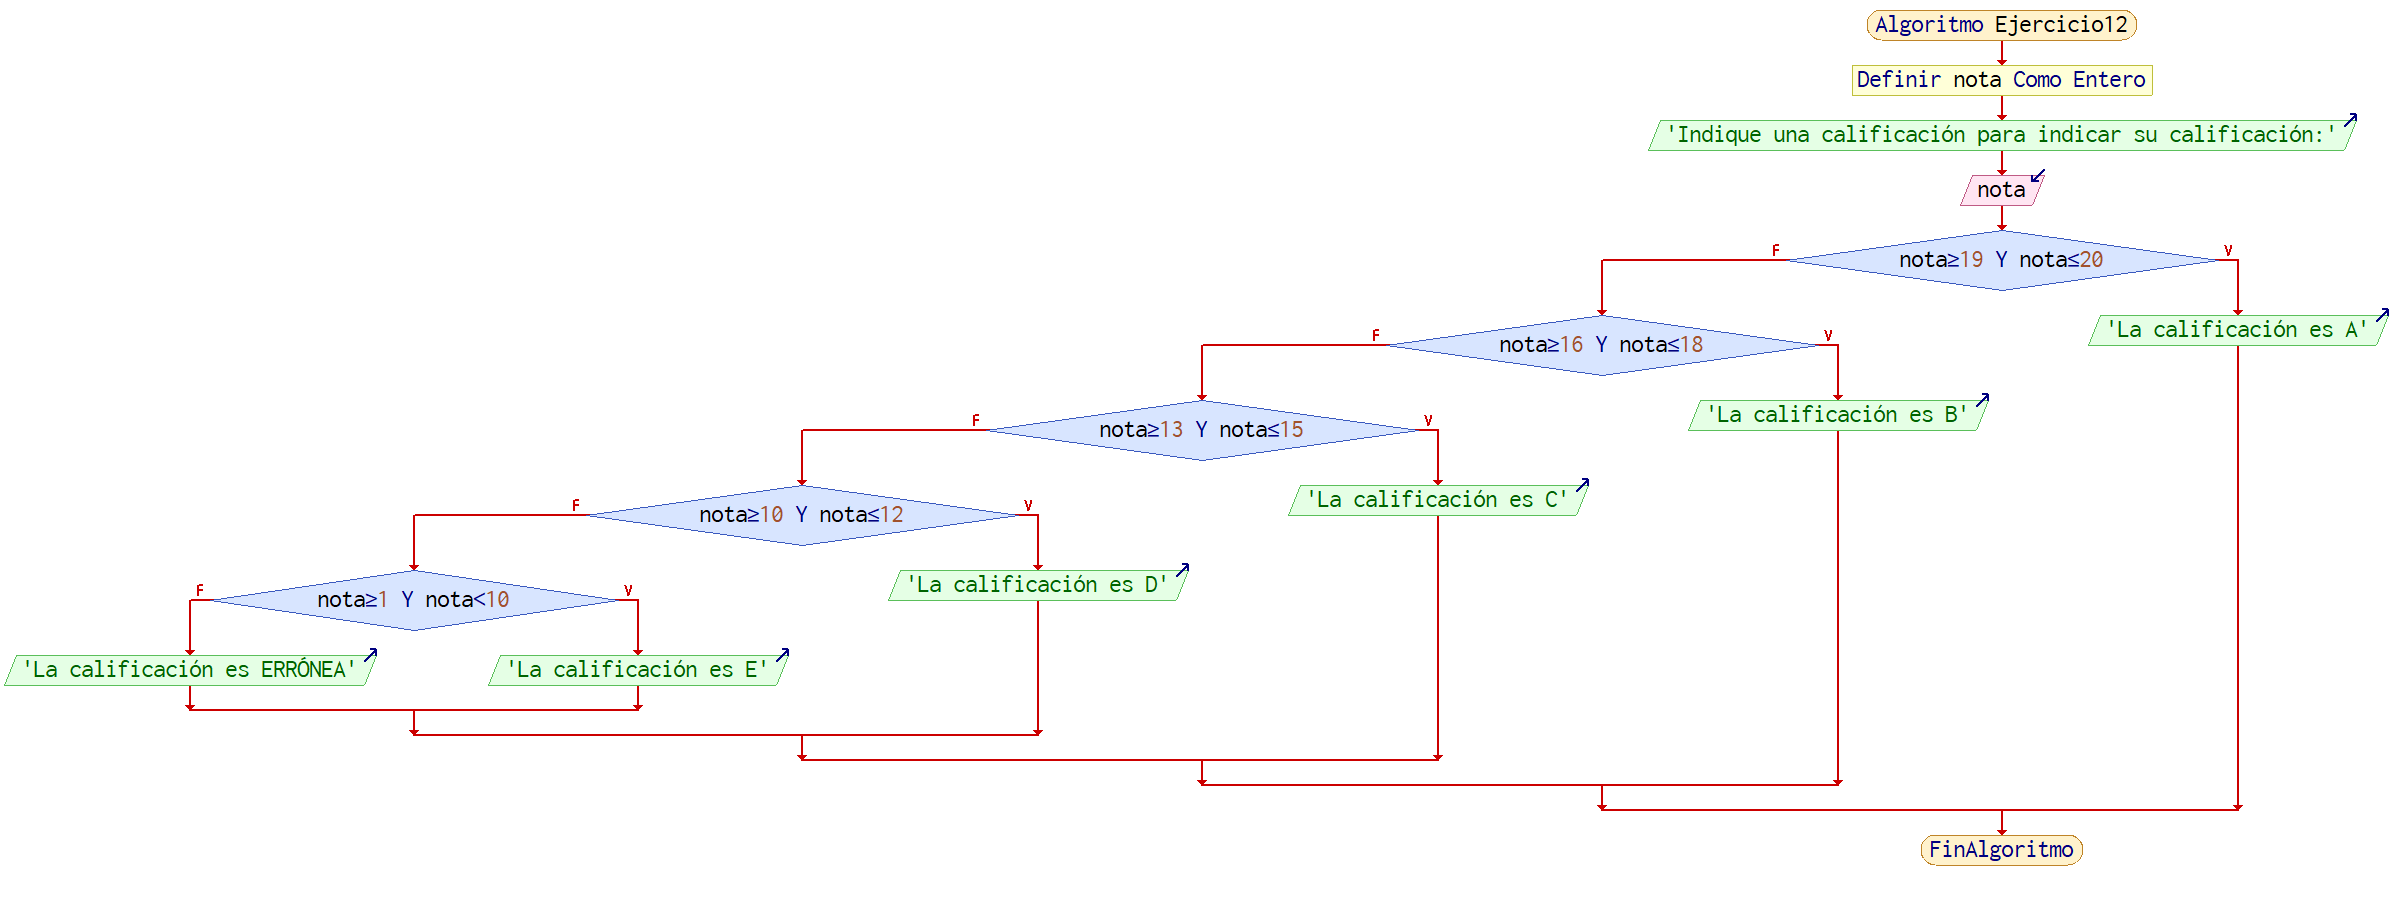 Algoritmo Ejercicio12
Definir nota Como Entero
'Indique una calificación para indicar su calificación:'
nota
nota≥19 Y nota≤20
F
V
'La calificación es A'
nota≥16 Y nota≤18
F
V
'La calificación es B'
nota≥13 Y nota≤15
F
V
'La calificación es C'
nota≥10 Y nota≤12
F
V
'La calificación es D'
nota≥1 Y nota<10
F
V
'La calificación es ERRÓNEA'
'La calificación es E'
FinAlgoritmo